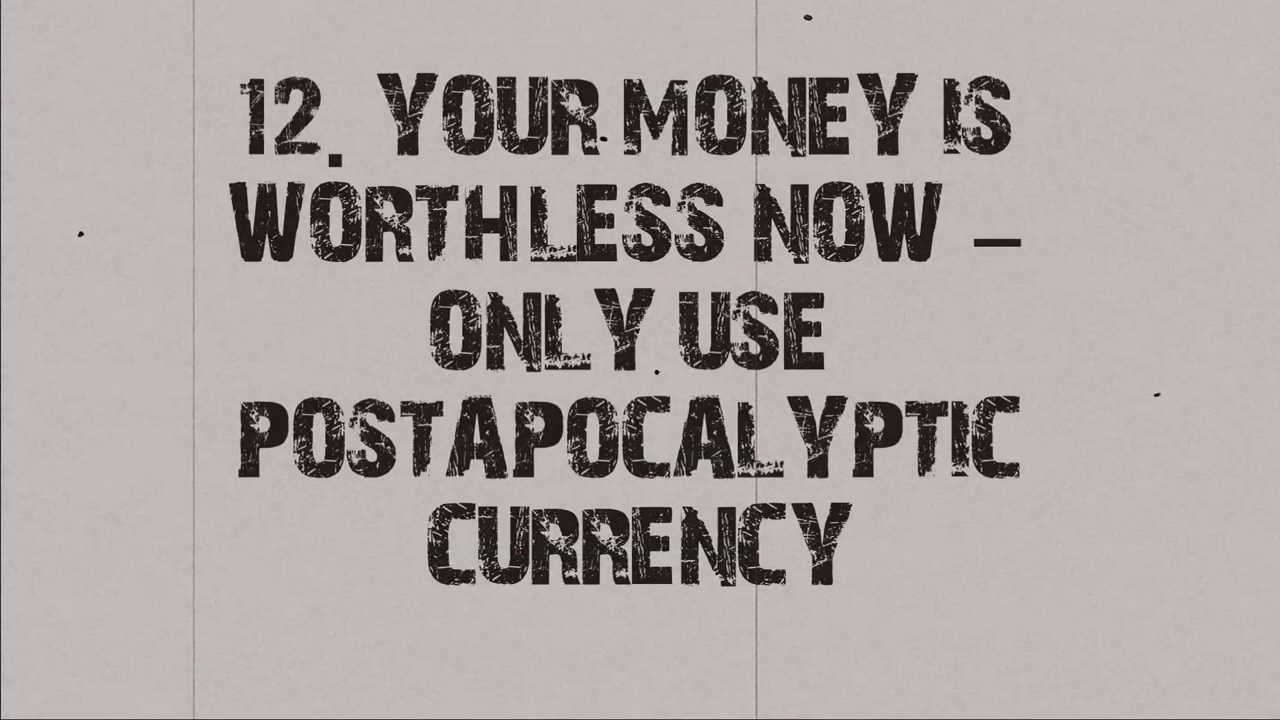 12. YOUR MONEY IS
WORTHLESS NOW –
ONLY USE
POSTAPOCALYPTIC
CURRENCY